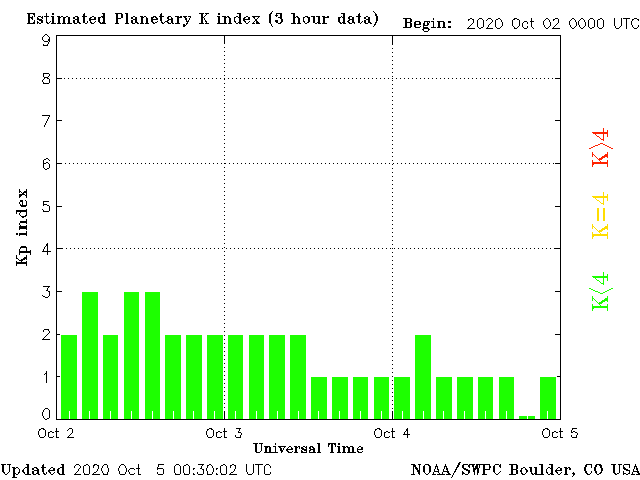 Estimated Planetary K index (3 hour data) Begin: 2020 Oct 02 0000 UTC
9
8
7
6
5
4
3
2
1
0
Kp index
K>4
K=4
K<4
Oct 2 Oct 3 Oct 4 Oct 5
Universal Time
Updated 2020 Oct 5 00:30:02 UTC NOAA/SWPC Boulder, CO USA